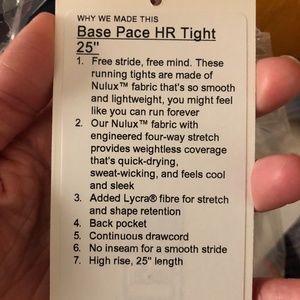 WHY WE MADE THIS
Base Pace HR Tight
25"
1. Free stride, free mind. These
running tights are made of
Nulux™ fabric that's so smooth
and lightweight, you might feel
like you can run forever
2. Our Nulux™ fabric with
engineered four-way stretch
provides weightless coverage
that's quick-drying,
sweat-wicking, and feels cool
and sleek
3. Added Lycra® fibre for stretch
and shape retention
4. Back pocket
5. Continuous drawcord
6. No inseam for a smooth stride
7. High rise, 25" length